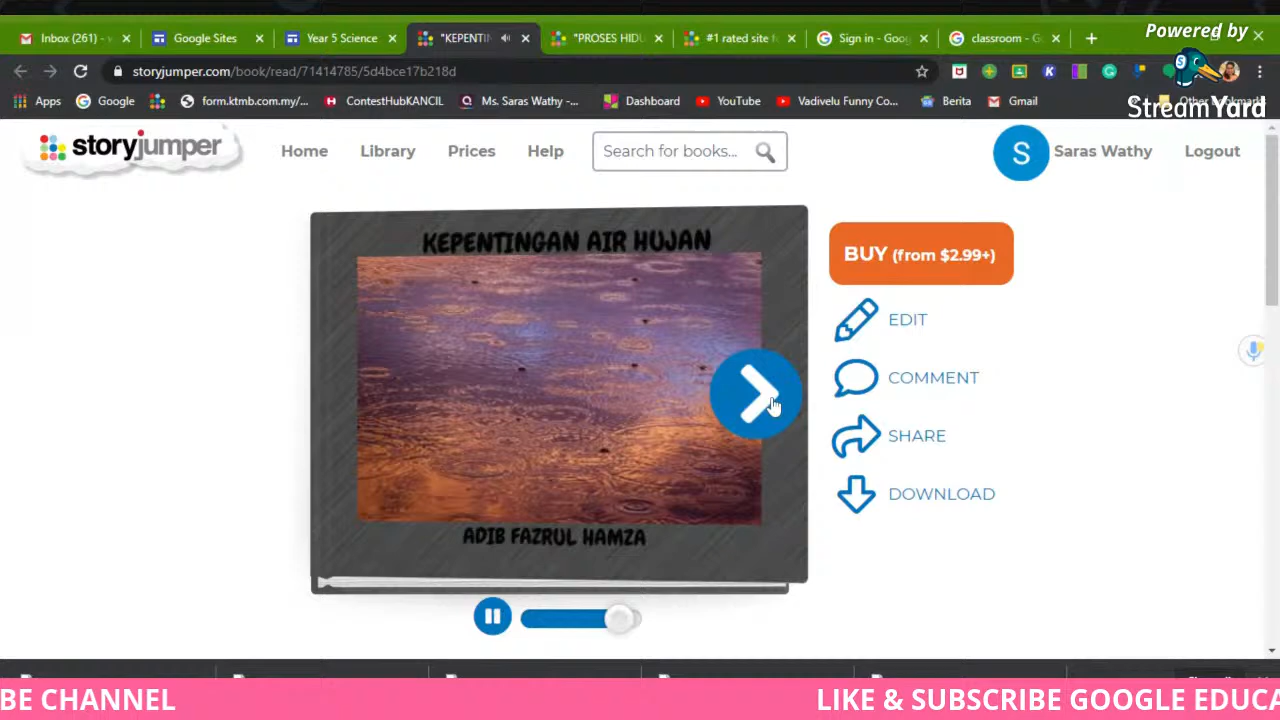 Powered by
StreamYard
Inbox (261) -
Google Sites
Year 5 Science
"KEPENTIN
"PROSES HIDU
#1 rated site
Sign in - Goo
classroom - G
storyjumper.com/book/read/71414785/5d4bce17b218d
Apps
Google
form.ktmb.com.my/...
ContestHubKANCIL
Ms. Saras Wathy -...
Dashboard
YouTube
Vadivelu Funny Co...
Berita
Gmail
storyjumper
Home
Library
Prices
Help
Search for books...
S
Saras Wathy
Logout
KEPENTINGAN AIR HUJAN
ADIB FAZRUL HAMZA
BUY (from $2.99+)
EDIT
COMMENT
SHARE
DOWNLOAD
BE CHANNEL
LIKE & SUBSCRIBE GOOGLE EDUCA